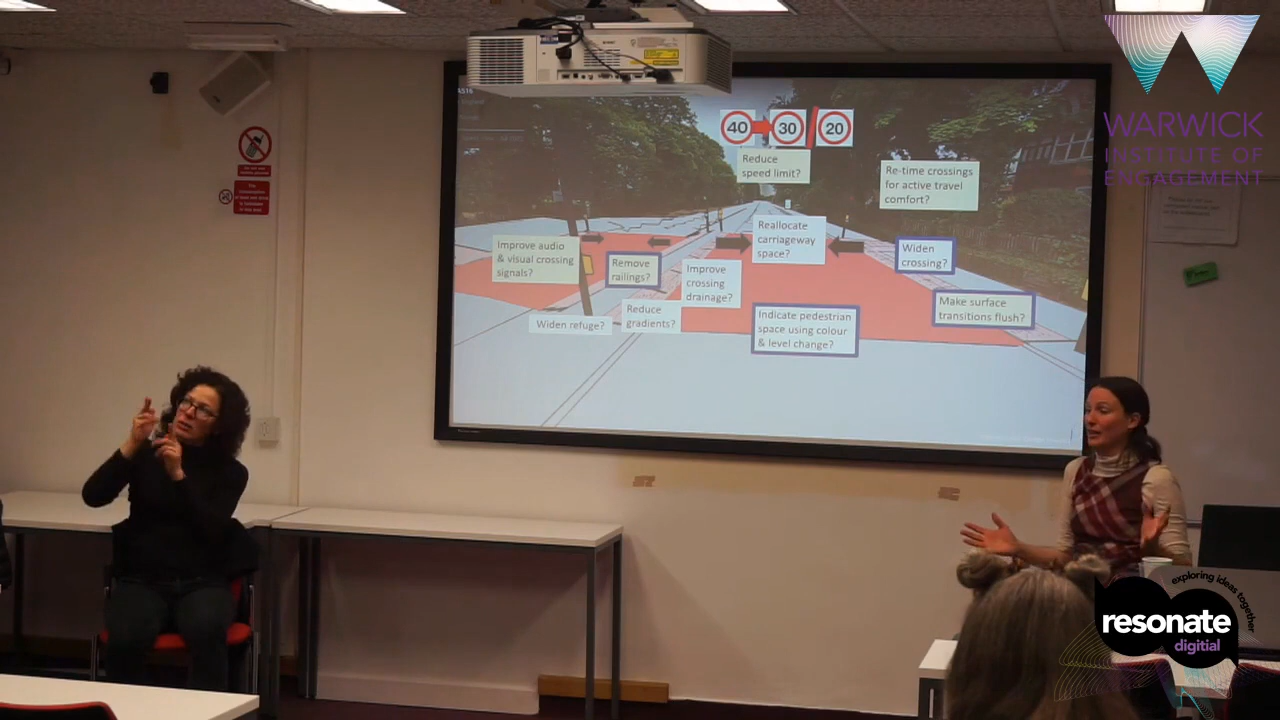 WARWICK
INSTITUTE OF
ENGAGEMENT
A516
40
30
20
Reduce
speed limit?
Re-time crossings
for active travel
comfort?
Reallocate
carriageway
space?
Improve audio
& visual crossing
signals?
Remove
railings?
Improve
crossing
drainage?
Widen
crossing?
Make surface
transitions flush?
Widen refuge?
Reduce
gradients?
Indicate pedestrian
space using colour
& level change?
exploring ideas together
resonate
digitial